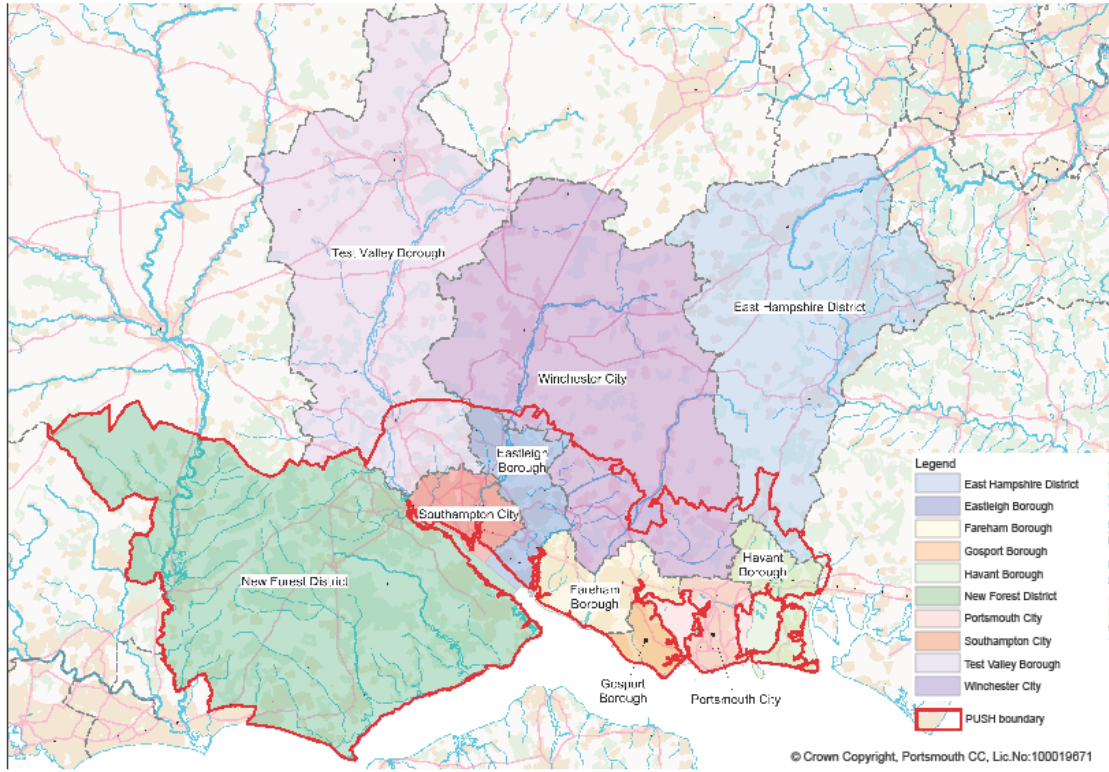 Test Valley Borough
East Hampshire District
Winchester City
Eastleigh
Borough
Southampton City
New Forest District
Fareham
Borough
Havant
Borough
Gosport
Borough
Portsmouth City
Legend
East Hampshire District
Eastleigh Borough
Fareham Borough
Gosport Borough
Havant Borough
New Forest District
Portsmouth City
Southampton City
Test Valley Borough
Winchester City
PUSH boundary
© Crown Copyright, Portsmouth CC, Lic.No:100019671